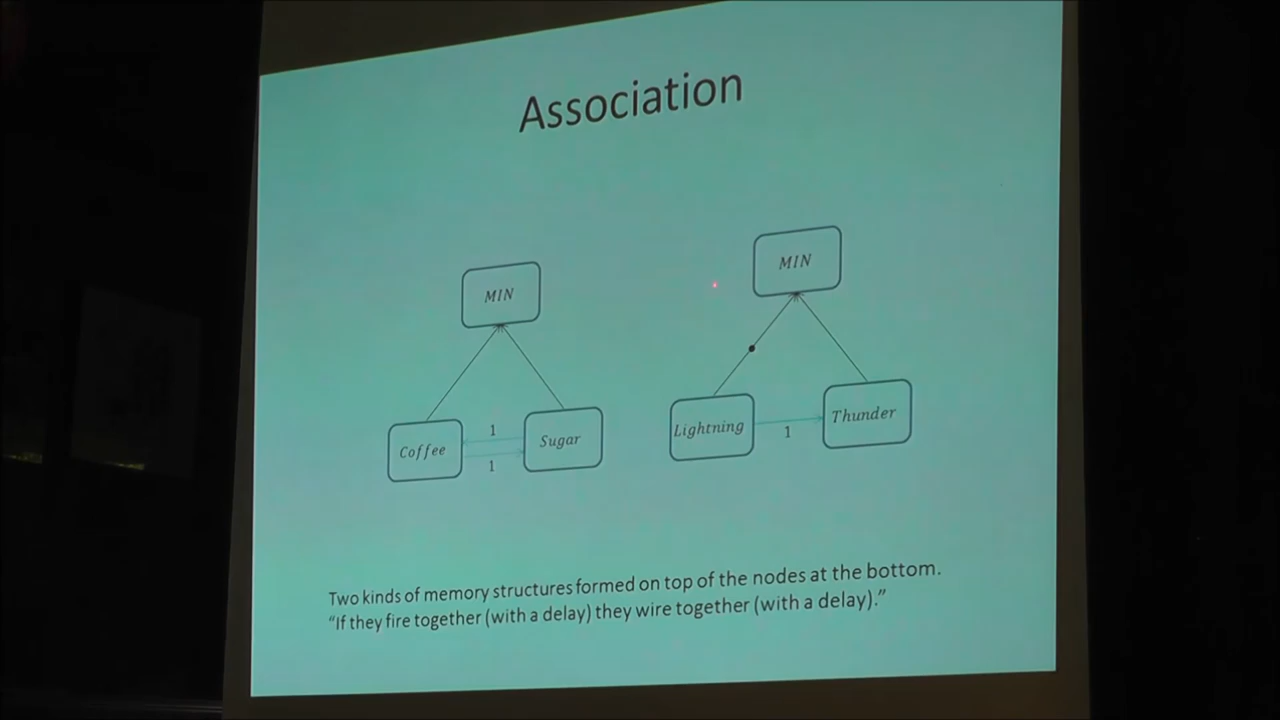 Association
MIN
MIN
Coffee
1
1
Sugar
Lightning
1
Thunder
Two kinds of memory structures formed on top of the nodes at the bottom.
“If they fire together (with a delay) they wire together (with a delay).”